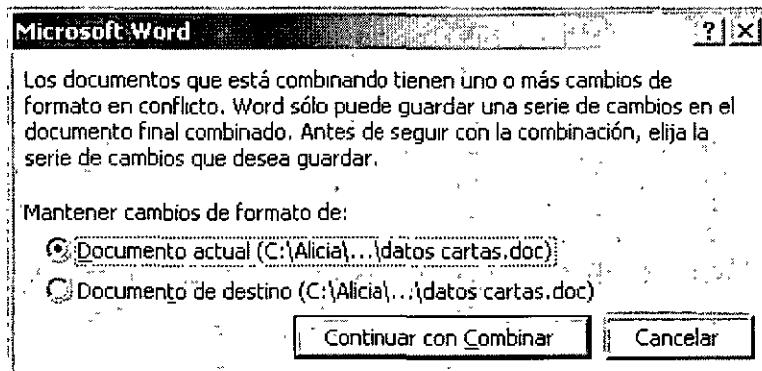 Microsoft Word
Los documentos que está combinando tienen uno o más cambios de
formato en conflicto. Word sólo puede guardar una serie de cambios en el
documento final combinado. Antes de seguir con la combinación, elija la
serie de cambios que desea guardar.
Mantener cambios de formato de:
Documento actual (C:\Alicia\...\datos cartas.doc)
Documento de destino (C:\Alicia\...\datos cartas.doc)
Continuar con Combinar Cancelar